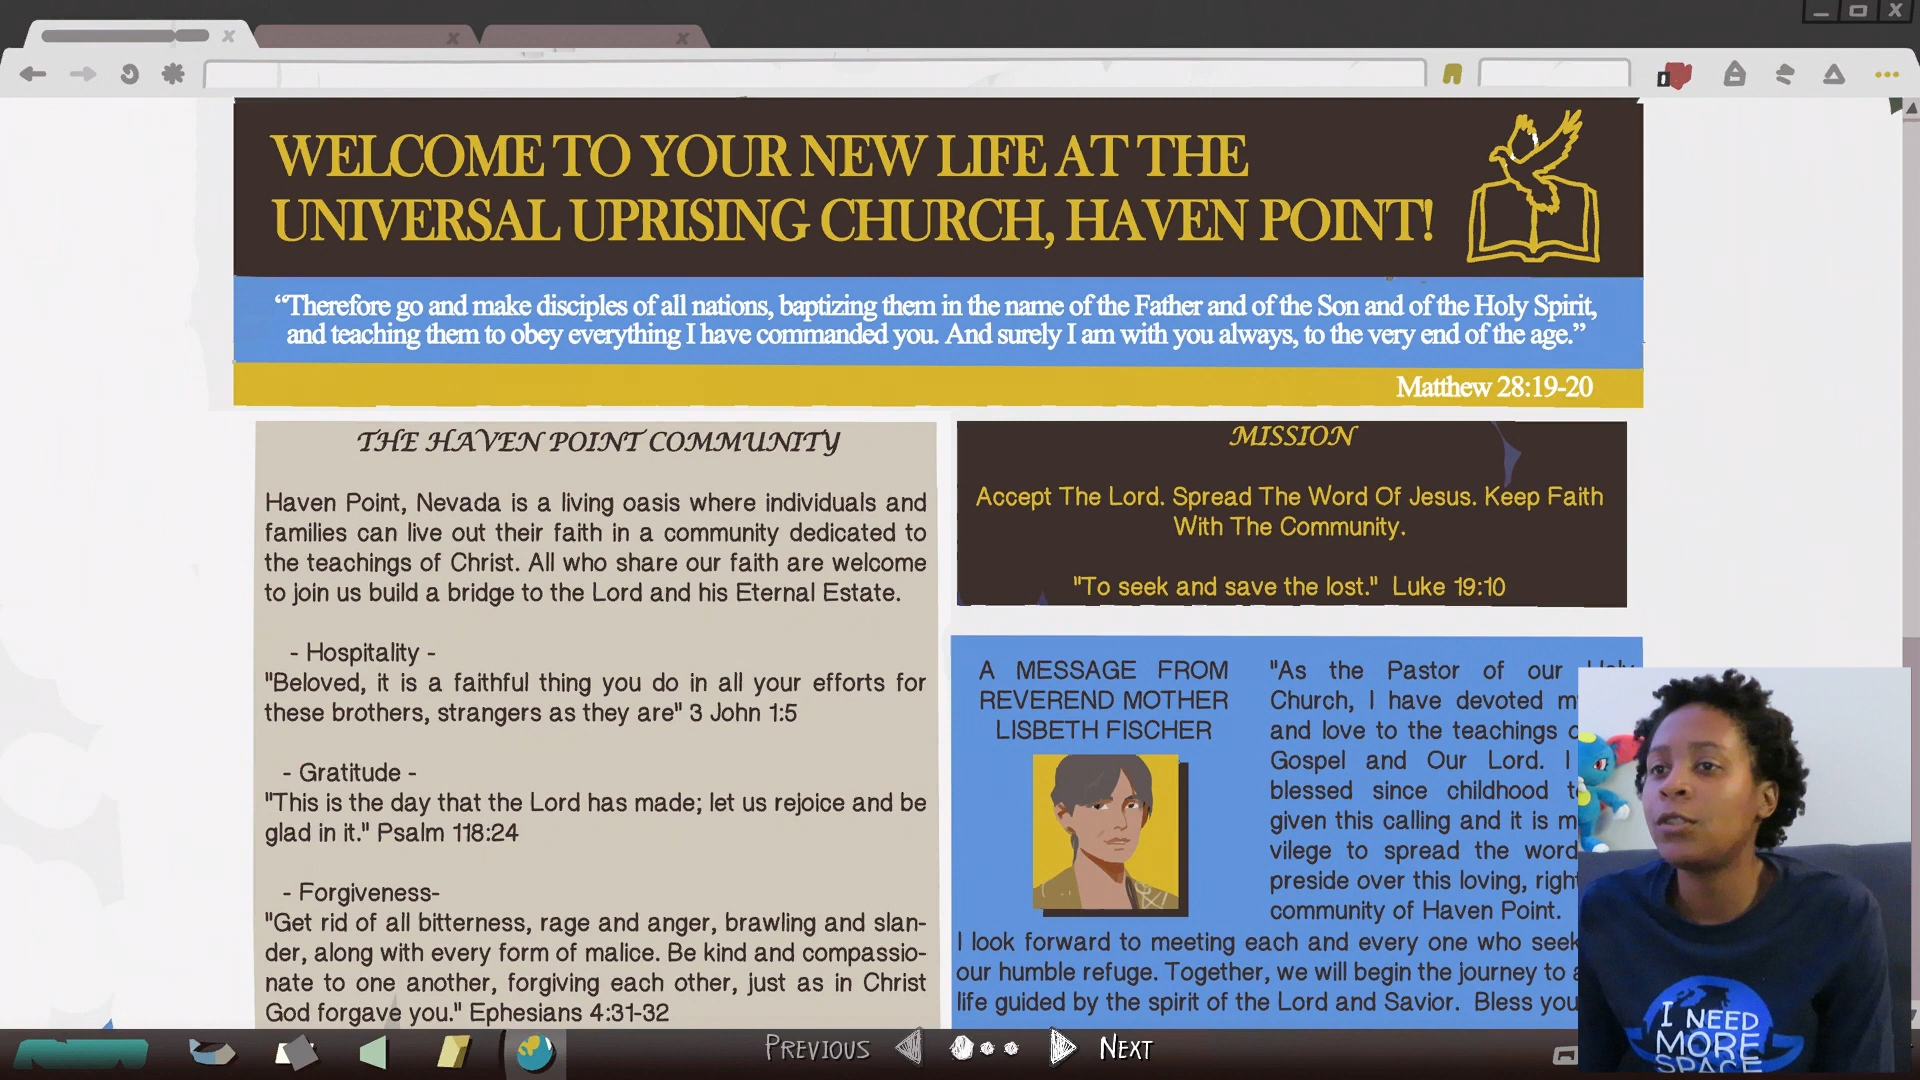 WELCOME TO YOUR NEW LIFE AT THE
UNIVERSAL UPRISING CHURCH, HAVEN POINT!
“Therefore go and make disciples of all nations, baptizing them in the name of the Father and of the Son and of the Holy Spirit,
and teaching them to obey everything I have commanded you. And surely I am with you always, to the very end of the age.”
Matthew 28:19-20
THE HAVEN POINT COMMUNITY
Haven Point, Nevada is a living oasis where individuals and
families can live out their faith in a community dedicated to
the teachings of Christ. All who share our faith are welcome
to join us build a bridge to the Lord and his Eternal Estate.
- Hospitality -
"Beloved, it is a faithful thing you do in all your efforts for
these brothers, strangers as they are" 3 John 1:5
- Gratitude -
"This is the day that the Lord has made; let us rejoice and be
glad in it." Psalm 118:24
- Forgiveness-
"Get rid of all bitterness, rage and anger, brawling and slan-
der, along with every form of malice. Be kind and compassio-
nate to one another, forgiving each other, just as in Christ
God forgave you." Ephesians 4:31-32
MISSION
Accept The Lord. Spread The Word Of Jesus. Keep Faith
With The Community.
"To seek and save the lost." Luke 19:10
A MESSAGE FROM
REVEREND MOTHER
LISBETH FISCHER
"As the Pastor of our Holy
Church, I have devoted
and love to the teachings
Gospel and Our Lord. I
blessed since childhood
given this calling and it is
vilege to spread the word
preside over this loving,
community of Haven Point.
I look forward to meeting each and every one who seek
our humble refuge. Together, we will begin the journey to
life guided by the spirit of the Lord and Savior. Bless you
I NEED
MORE
SPACE
PREVIOUS
NEXT